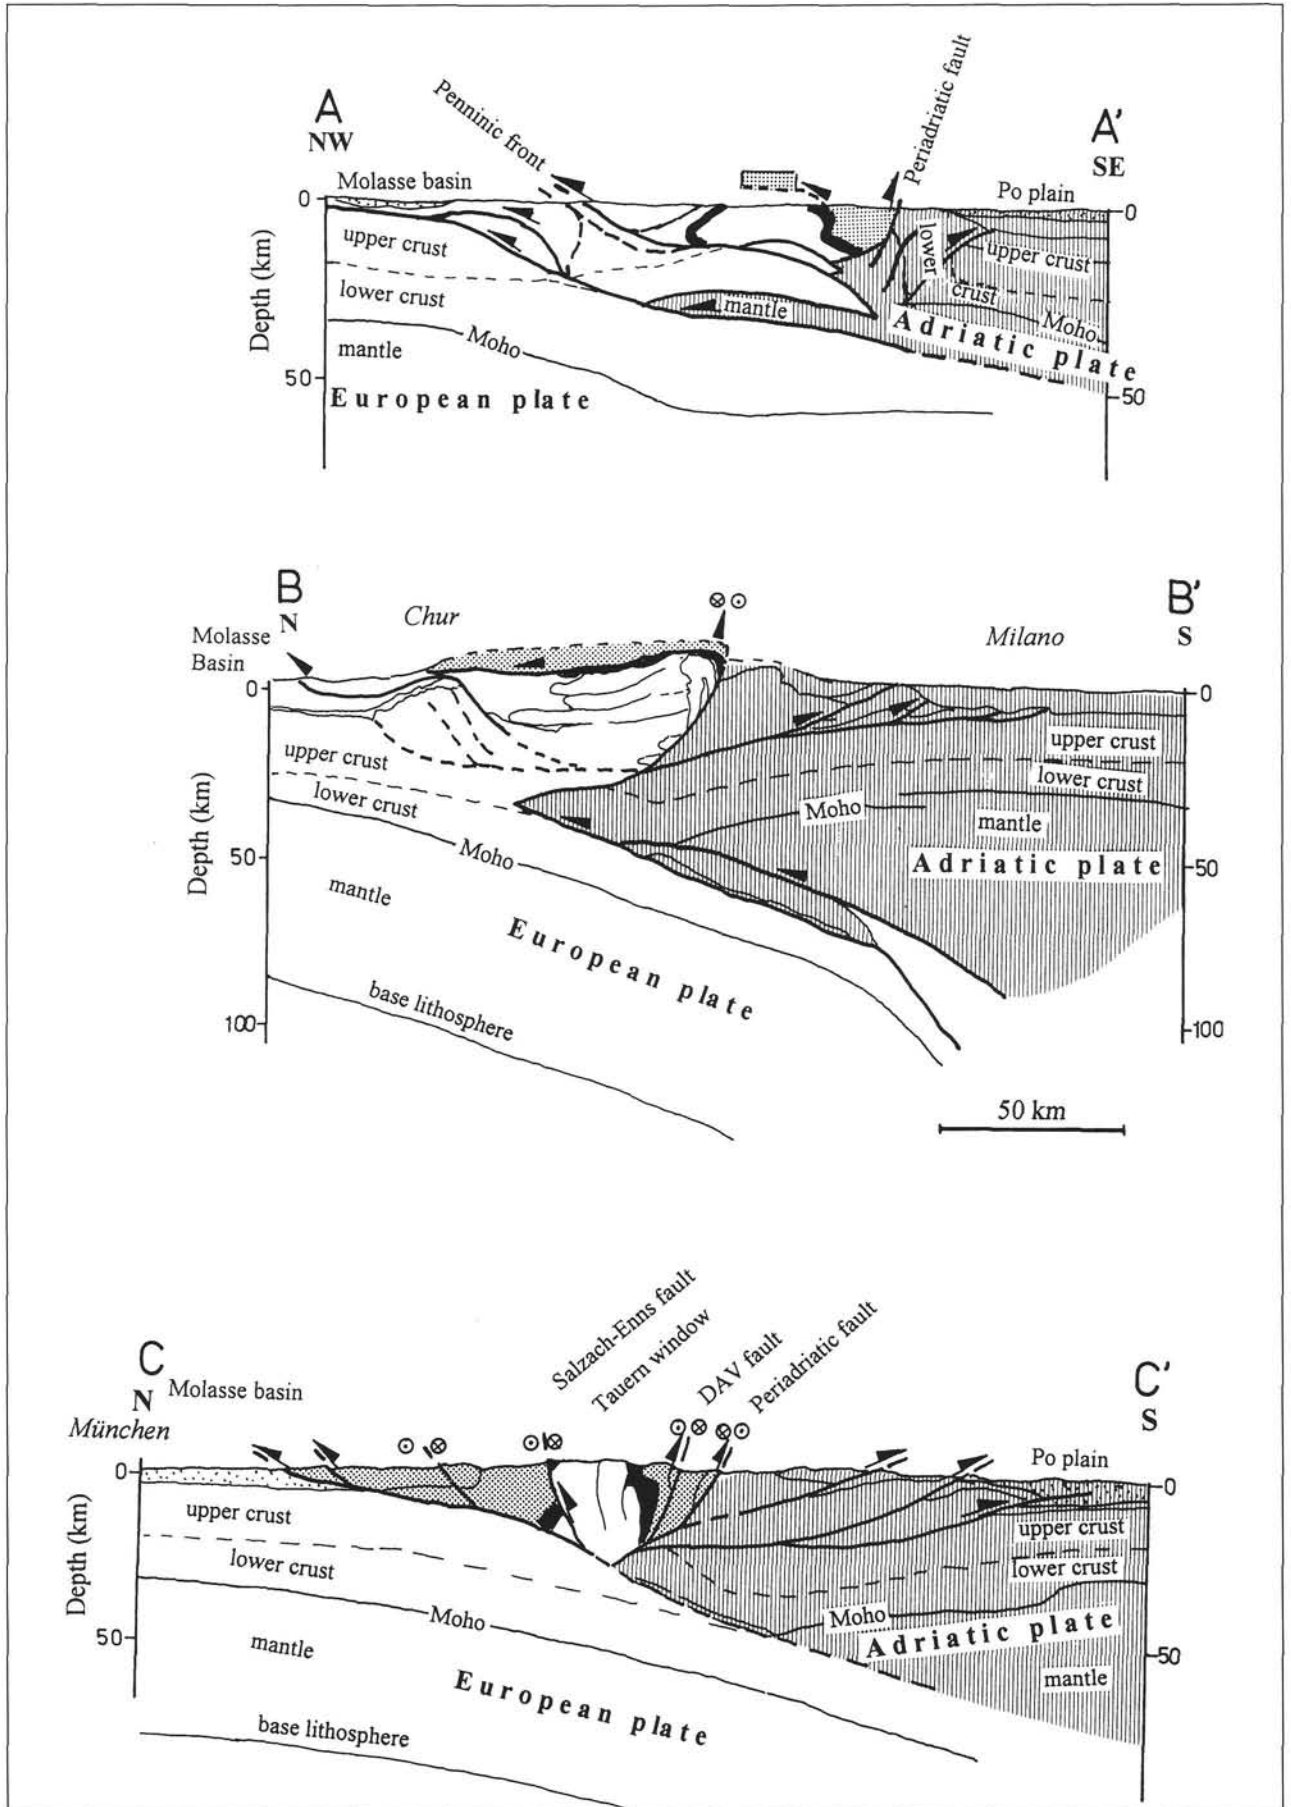 A
NW
Penninic front
Periadriatic fault
A'
SE
Molasse basin
Po plain
0
0
Depth (km)
upper crust
lower crust
upper crust
lower
crust
mantle
Moho
Moho
mantle
Adriatic plate
50
50
European plate
B
N
Chur
Milano
B'
S
Molasse
Basin
0
0
Depth (km)
upper crust
upper crust
lower crust
lower crust
Moho
mantle
Moho
50
Adriatic plate
50
mantle
European plate
base lithosphere
100
100
50 km
Salzach-Enns fault
Tauern window
DAV fault
Periadriatic fault
C
N
Molasse basin
München
C'
S
Po plain
0
0
Depth (km)
upper crust
upper crust
lower crust
lower crust
Moho
Moho
50
Adriatic plate
50
mantle
mantle
European plate
base lithosphere